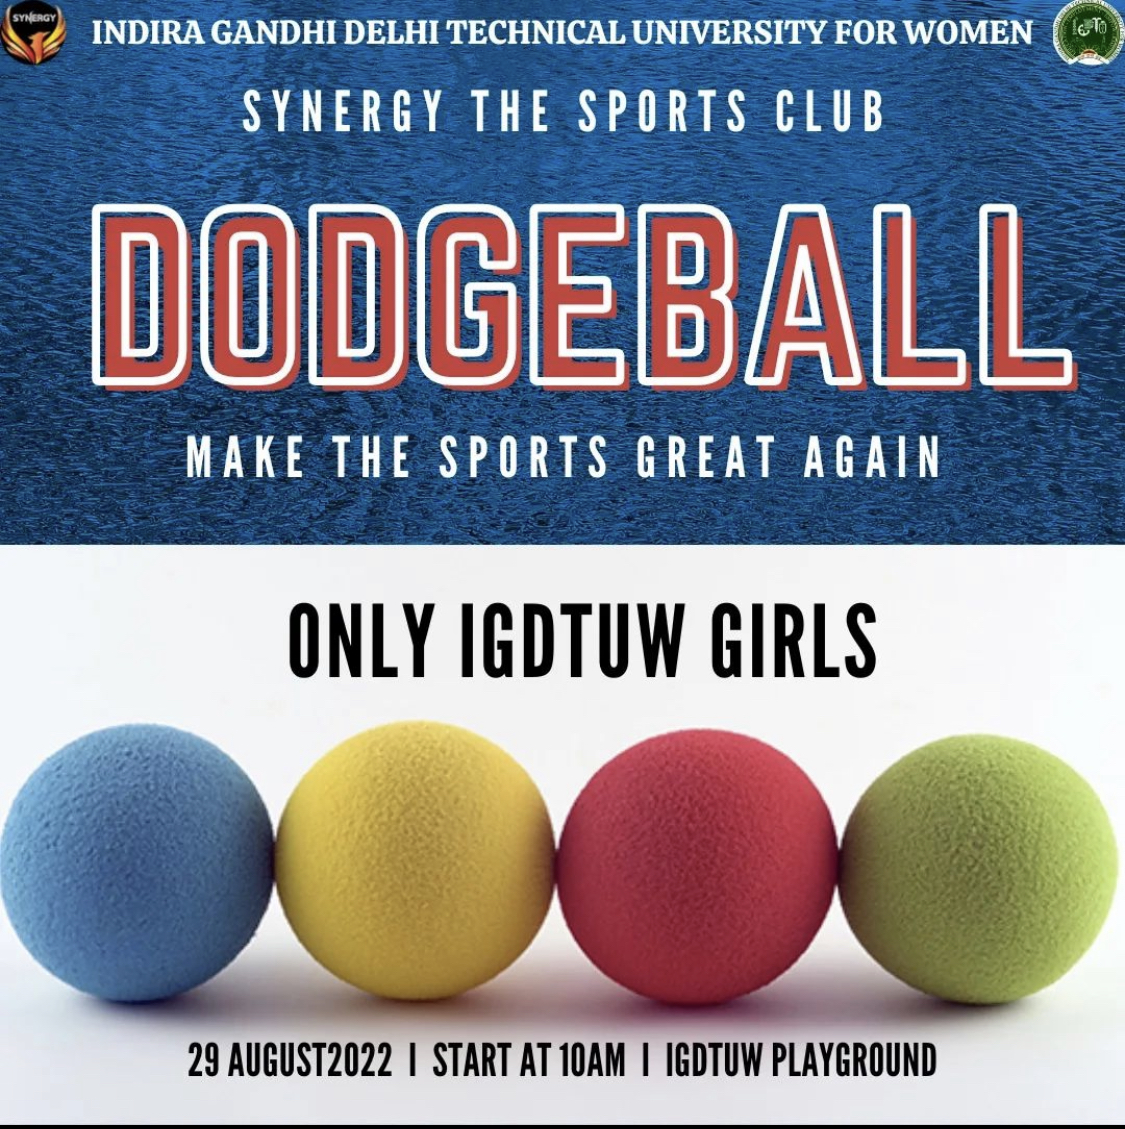 SYNERGY
INDIRA GANDHI DELHI TECHNICAL UNIVERSITY FOR WOMEN
SYNERGY THE SPORTS CLUB
DODGEBALL
MAKE THE SPORTS GREAT AGAIN
ONLY IGDTUW GIRLS
29 AUGUST2022 I START AT 10AM I IGDTUW PLAYGROUND